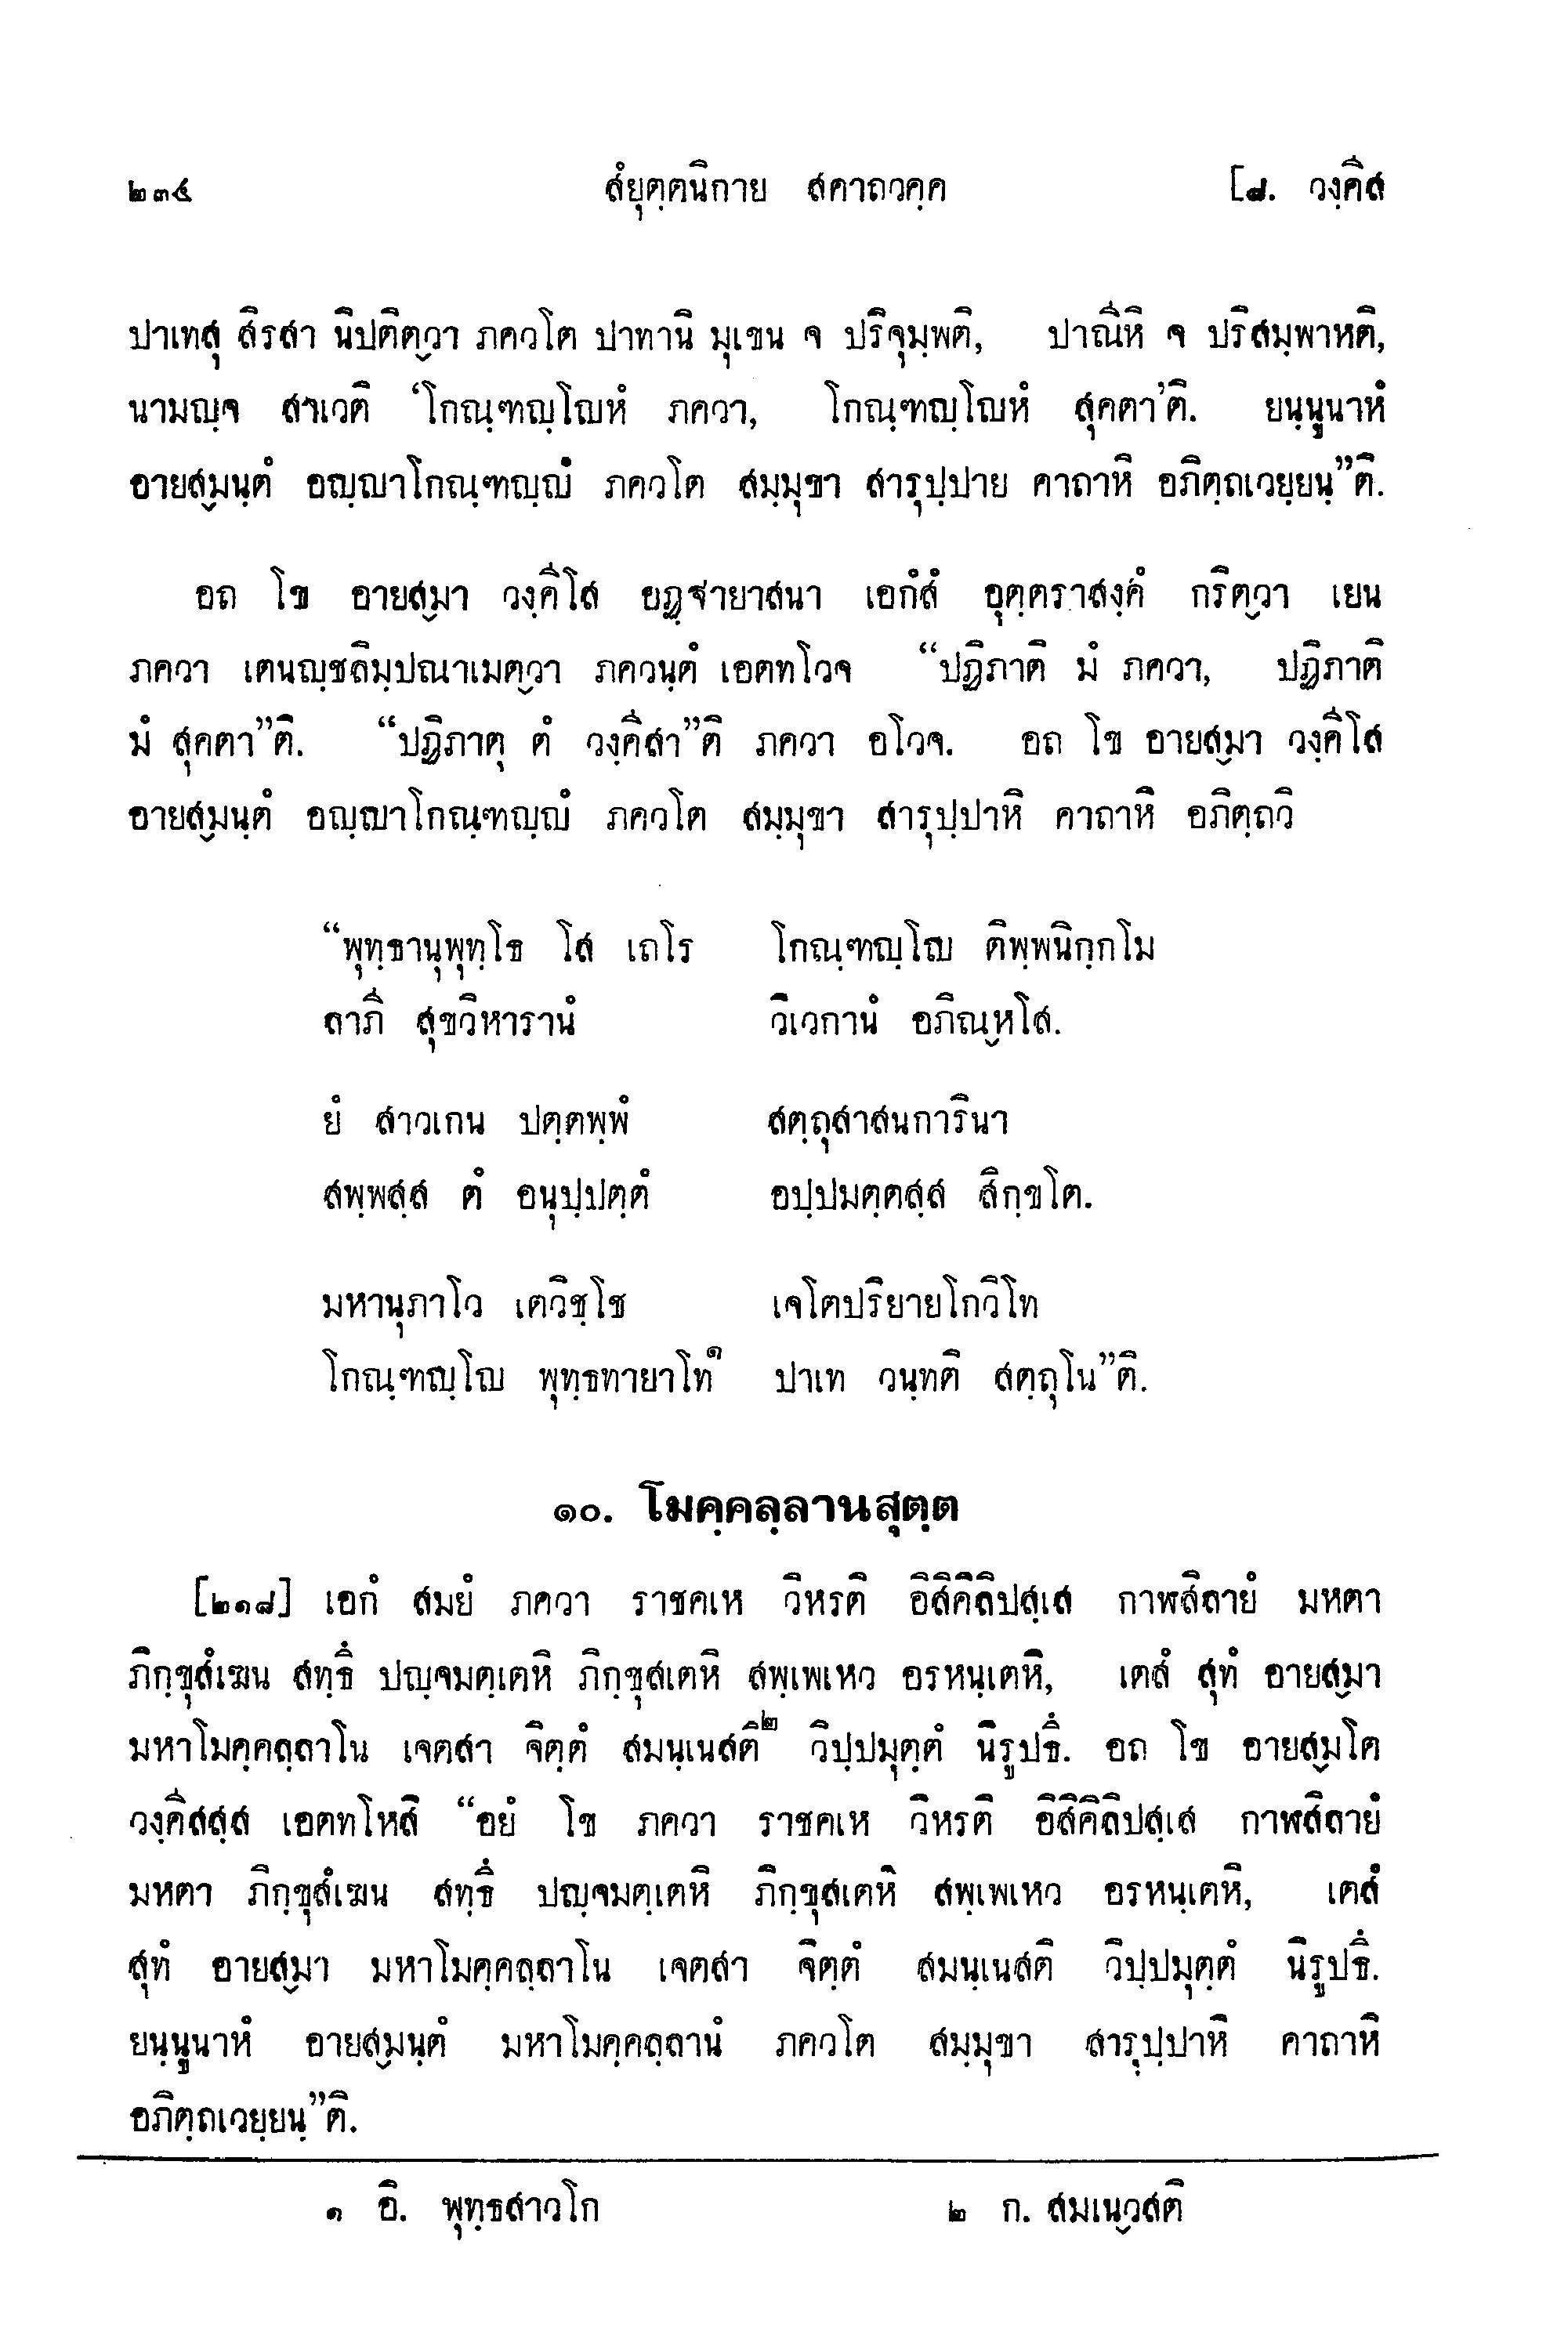 ๒๓๔ สํยุตฺตนิกาย สคาถวคฺค [๘. วงฺคีส
ปาเทสุ สิรสา นิปติตฺวา ภควโต ปาทานิ มุเขน จ ปริจุมฺพติ, ปาณีหิ จ ปริสมฺพาหติ,
นามญฺจ สาเวติ ‘โกณฺฑญฺโญหํ ภควา, โกณฺฑญฺโญหํ สุคตา’ติ. ยนฺนูนาหํ
อายสฺมนฺตํ อญฺญาโกณฺฑญฺญํ ภควโต สมฺมุขา สารุปฺปาย คาถาหิ อภิตฺถเวยฺยนฺ”ติ.
อถ โข อายสฺมา วงฺคีโส อุฏฺฐายาสนา เอกํสํ อุตฺตราสงฺคํ กริตฺวา เยน
ภควา เตนญฺชลิมฺปณาเมตฺวา ภควนฺตํ เอตทโวจ “ปฏิภาติ มํ ภควา, ปฏิภาติ
มํ สุคตา”ติ. “ปฏิภาตุ ตํ วงฺคีสา”ติ ภควา อโวจ. อถ โข อายสฺมา วงฺคีโส
อายสฺมนฺตํ อญฺญาโกณฺฑญฺญํ ภควโต สมฺมุขา สารุปฺปาหิ คาถาหิ อภิตฺถวิ
“พุทฺธานุพุทฺโธ โส เถโร โกณฺฑญฺโญ ติพฺพนิกฺกโม
ลาภี สุขวิหารานํ วิเวกานํ อภิณฺหโส.
ยํ สาวเกน ปตฺตพฺพํ สตฺถุสาสนการินา
สพฺพสฺส ตํ อนุปฺปตฺตํ อปฺปมตฺตสฺส สิกฺขโต.
มหานุภาโว เตวิชฺโช เจโตปริยายโกวิโท
โกณฺฑญฺโญ พุทฺธทายาโท๑ ปาเท วนฺทติ สตฺถุโน”ติ.
๑๐. โมคฺคลฺลานสุตฺต
[๒๑๘] เอกํ สมยํ ภควา ราชคเห วิหรติ อิสิคิลิปสฺเส กาฬสิลายํ มหตา
ภิกฺขุสํเฆน สทฺธึ ปญฺจมตฺเตหิ ภิกฺขุสเตหิ สพฺเพเหว อรหนฺเตหิ, เตสํ สุทํ อายสฺมา
มหาโมคฺคลฺลาโน เจตสา จิตฺตํ สมนฺเนสติ๒ วิปฺปมุตฺตํ นิรูปธึ. อถ โข อายสฺมโต
วงฺคีสสฺส เอตทโหสิ “อยํ โข ภควา ราชคเห วิหรติ อิสิคิลิปสฺเส กาฬสิลายํ
มหตา ภิกฺขุสํเฆน สทฺธึ ปญฺจมตฺเตหิ ภิกฺขุสเตหิ สพฺเพเหว อรหนฺเตหิ, เตสํ
สุทํ อายสฺมา มหาโมคฺคลฺลาโน เจตสา จิตฺตํ สมนฺเนสติ วิปฺปมุตฺตํ นิรูปธึ.
ยนฺนูนาหํ อายสฺมนฺตํ มหาโมคฺคลฺลานํ ภควโต สมฺมุขา สารุปฺปาหิ คาถาหิ
อภิตฺถเวยฺยนฺ”ติ.
๑ อิ. พุทฺธสาวโก ๒ ก. สมเนฺวสติ